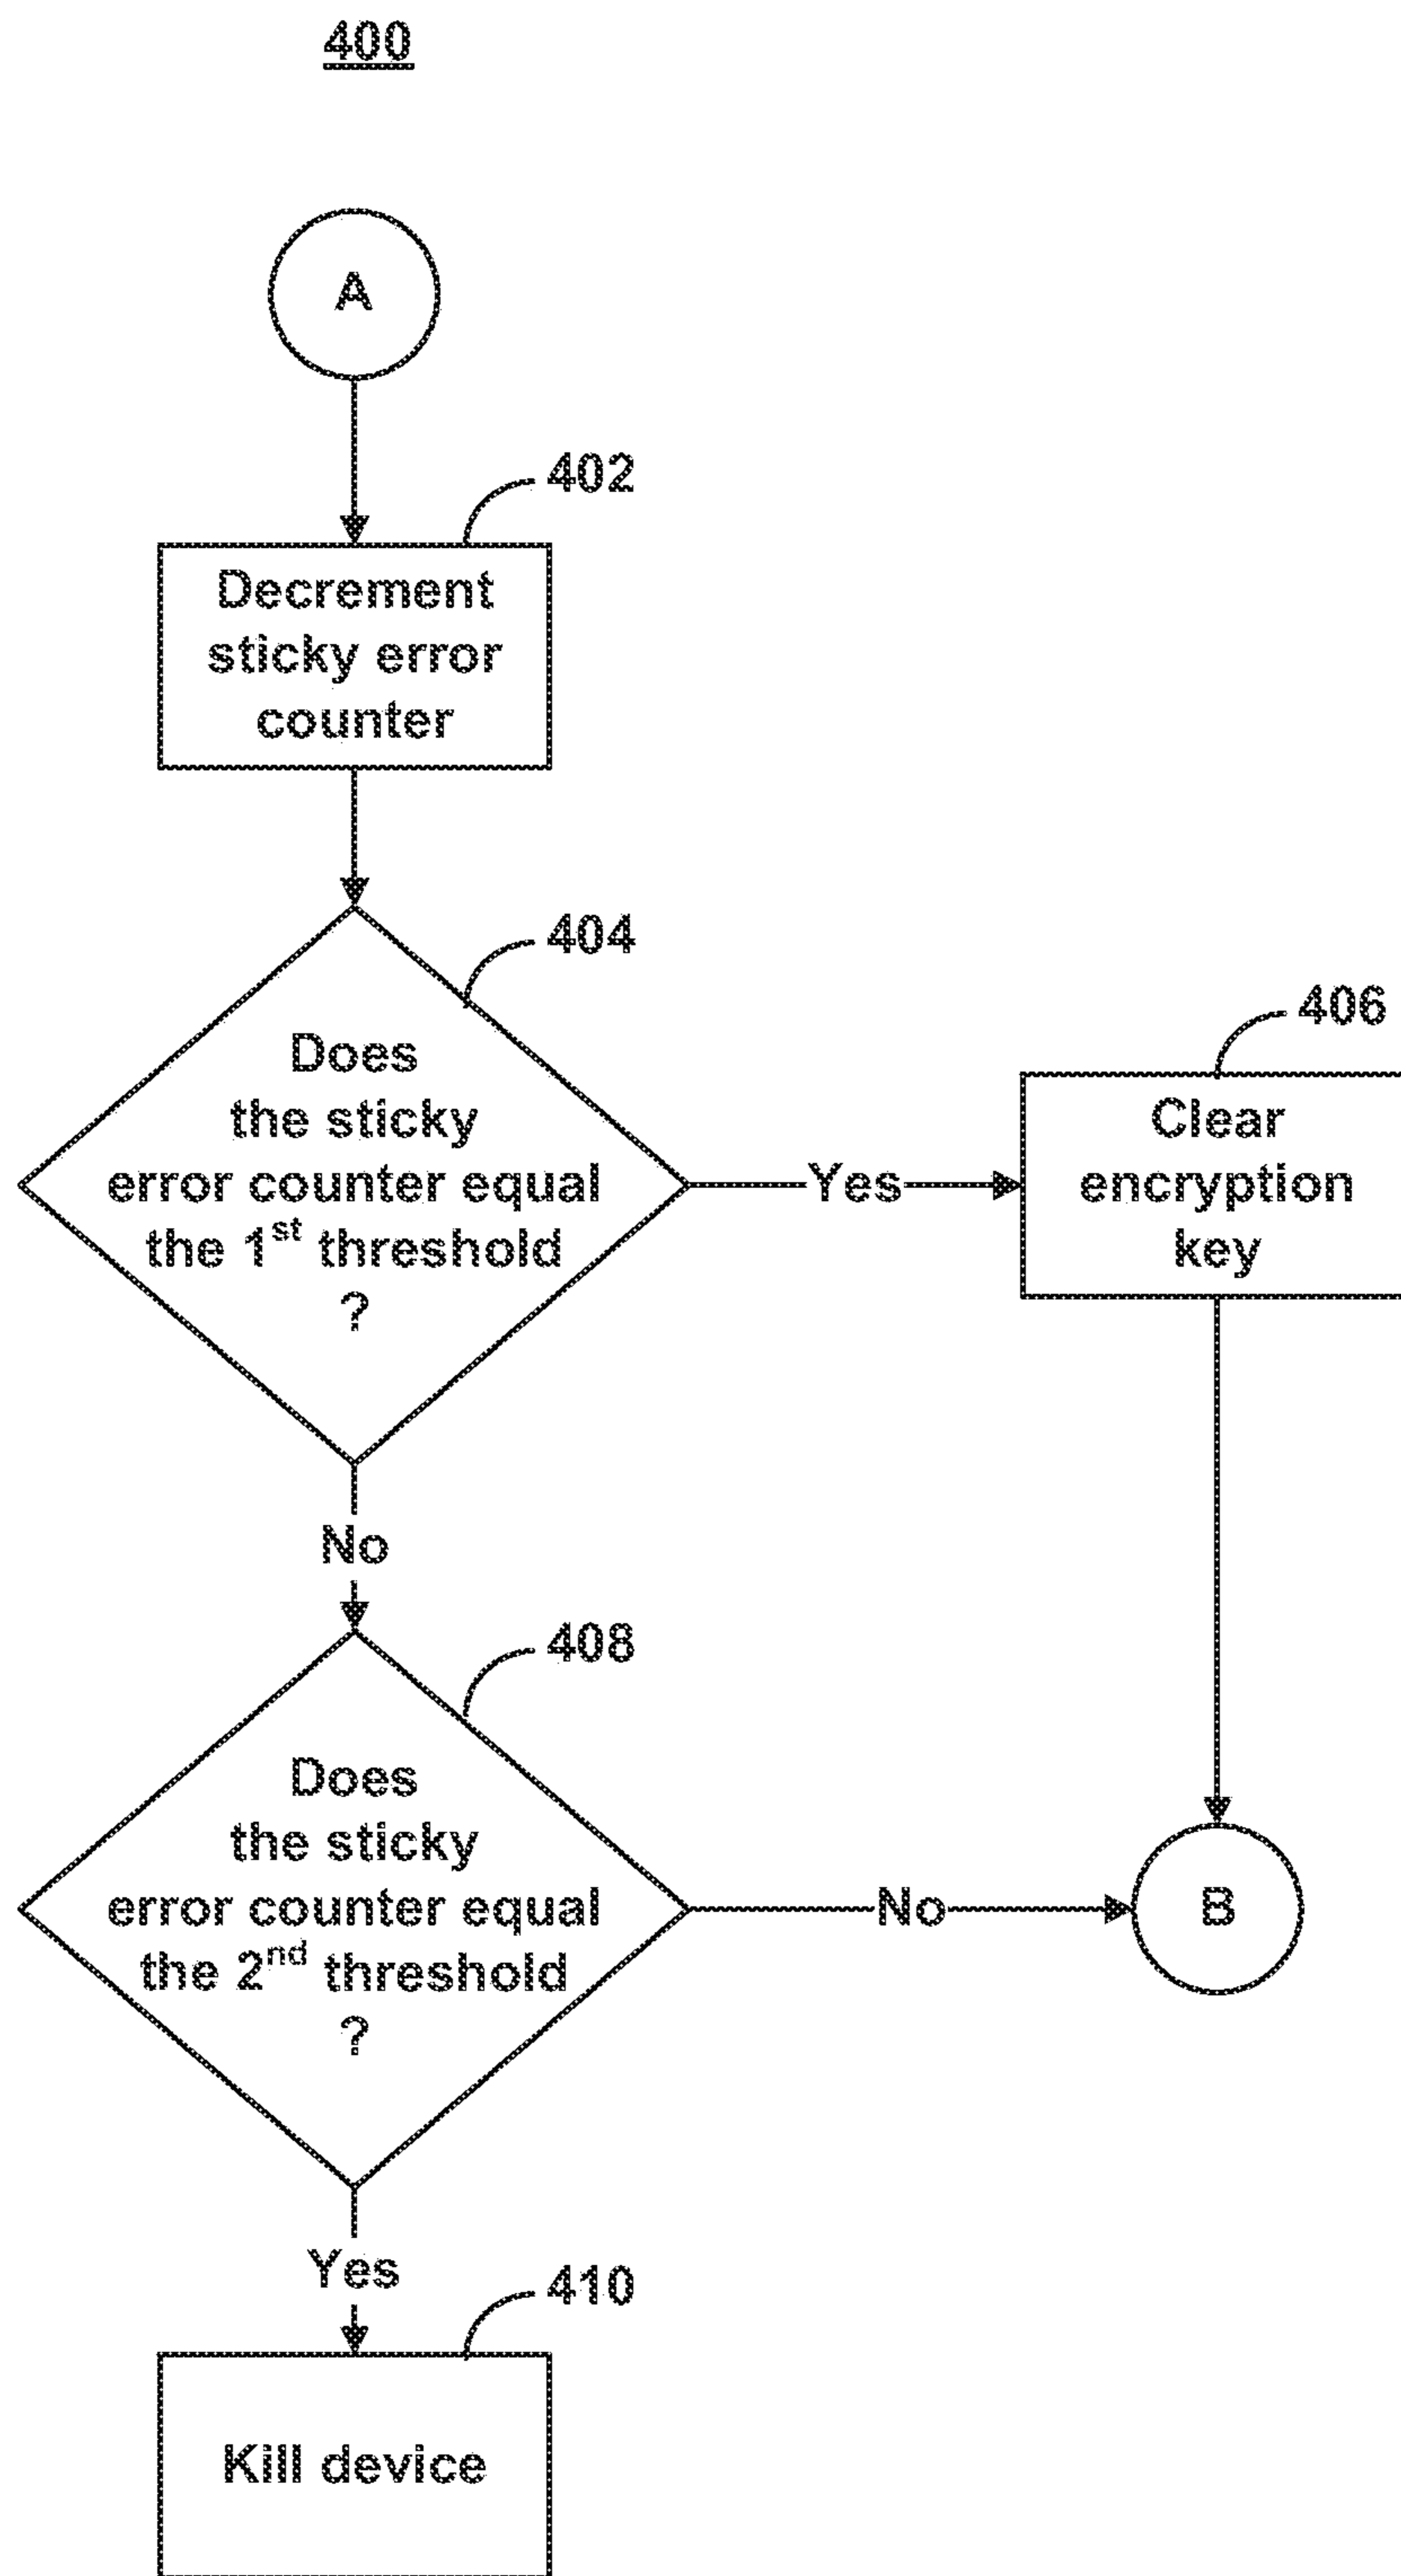 400
A
402
Decrement
sticky error
counter
404
Does
the sticky
error counter equal
the 1st threshold
?
Yes
406
Clear
encryption
key
No
408
Does
the sticky
error counter equal
the 2nd threshold
?
No
B
Yes
410
Kill device